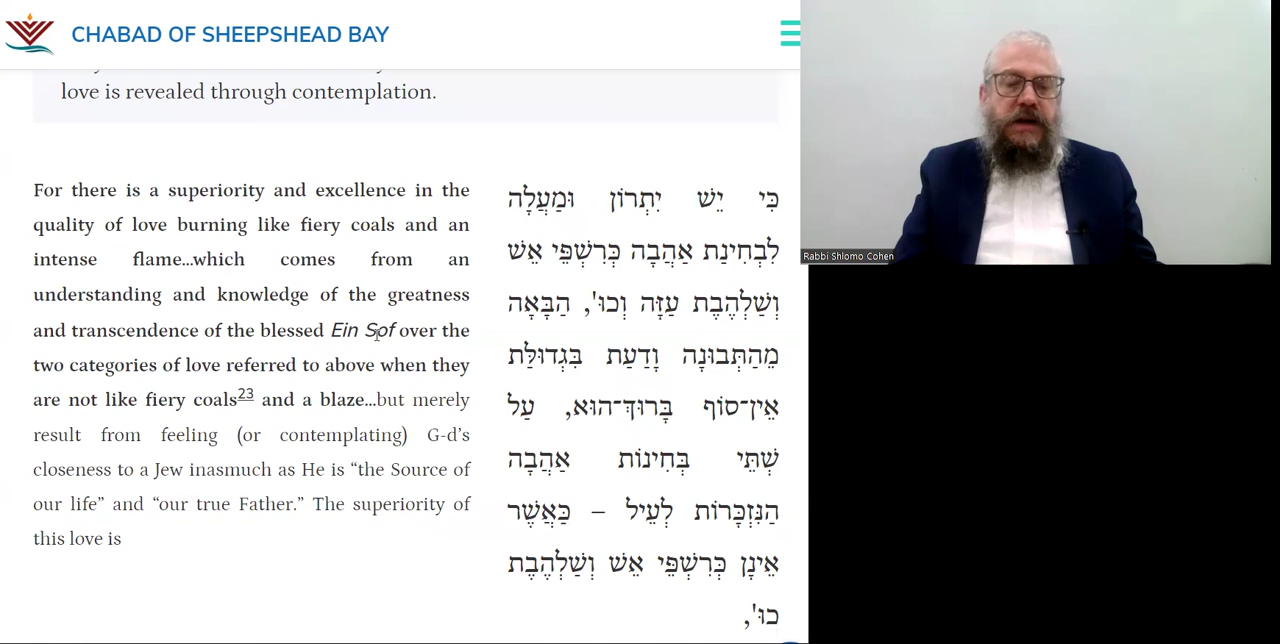 CHABAD OF SHEEPSHEAD BAY
love is revealed through contemplation.
For there is a superiority and excellence in the
quality of love burning like fiery coals and an
intense flame...which comes from an
understanding and knowledge of the greatness
and transcendence of the blessed Ein Sof over the
two categories of love referred to above when they
are not like fiery coals23 and a blaze...but merely
result from feeling (or contemplating) G-d’s
closeness to a Jew inasmuch as He is “the Source of
our life” and “our true Father.” The superiority of
this love is
כִּי יֵשׁ יִתְרוֹן וּמַעֲלָה
לִבְחִינַת אַהֲבָה כְּרִשְׁפֵּי אֵשׁ
וְשַׁלְהֶבֶת עַזָּה וְכוּ', הַבָּאָה
מֵהַתְּבוּנָה וָדַעַת בִּגְדוּלַּת
אֵין־סוֹף בָּרוּךְ־הוּא, עַל
שְׁתֵּי בְּחִינוֹת אַהֲבָה
הַנִּזְכָּרוֹת לְעֵיל – כַּאֲשֶׁר
אֵינָן כְּרִשְׁפֵּי אֵשׁ וְשַׁלְהֶבֶת
כוּ',
Rabbi Shlomo Cohen